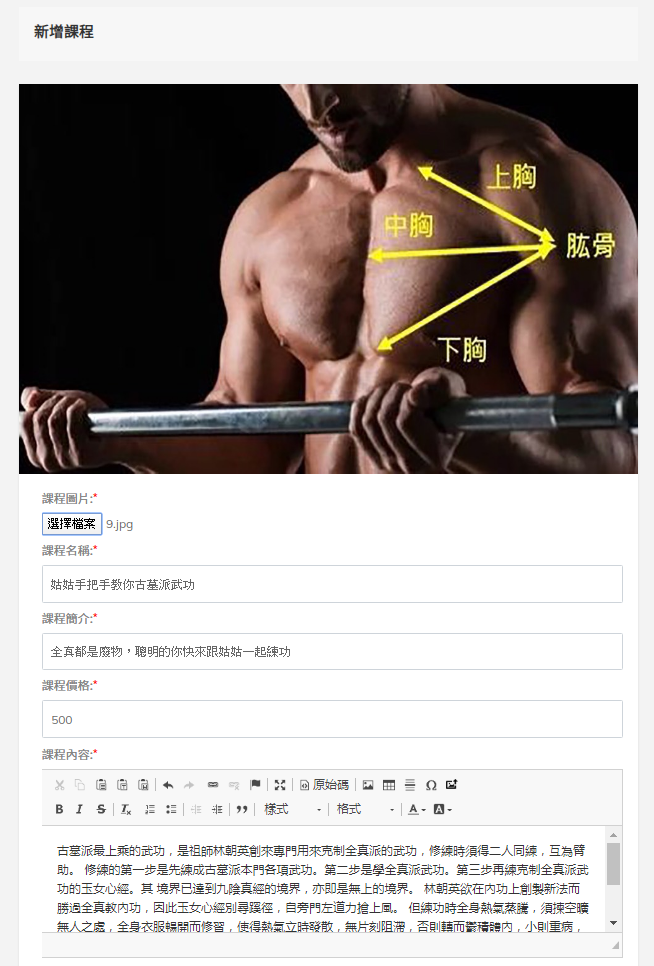 新增課程
上胸
中胸
肱骨
下胸
課程圖片:*
選擇檔案 9.jpg
課程名稱:*
姑姑手把手教你古墓派武功
課程簡介:*
全真都是廢物，聰明的你快來跟姑姑一起練功
課程價格:*
500
課程內容:*
原始碼
B I S Ix 樣式 格式 A A
古墓派最上乘的武功，是祖師林朝英創來專門用來克制全真派的武功，修練時須得二人同練，互為臂
助。 修練的第一步是先練成古墓派本門各項武功。第二步是學全真派武功。第三步再練克制全真派武
功的玉女心經。其 境界已達到九陰真經的境界，亦即是無上的境界。 林朝英欲在內功上創製新法而
勝過全真教內功，因此玉女心經別尋蹊徑，自旁門左道力搶上風。 但練功時全身熱氣蒸騰，須揀空曠
無人之處，全身衣服暢開而修習，使得熱氣立時發散，無片刻阻滯，否則轉而鬱積體內，小則重病，